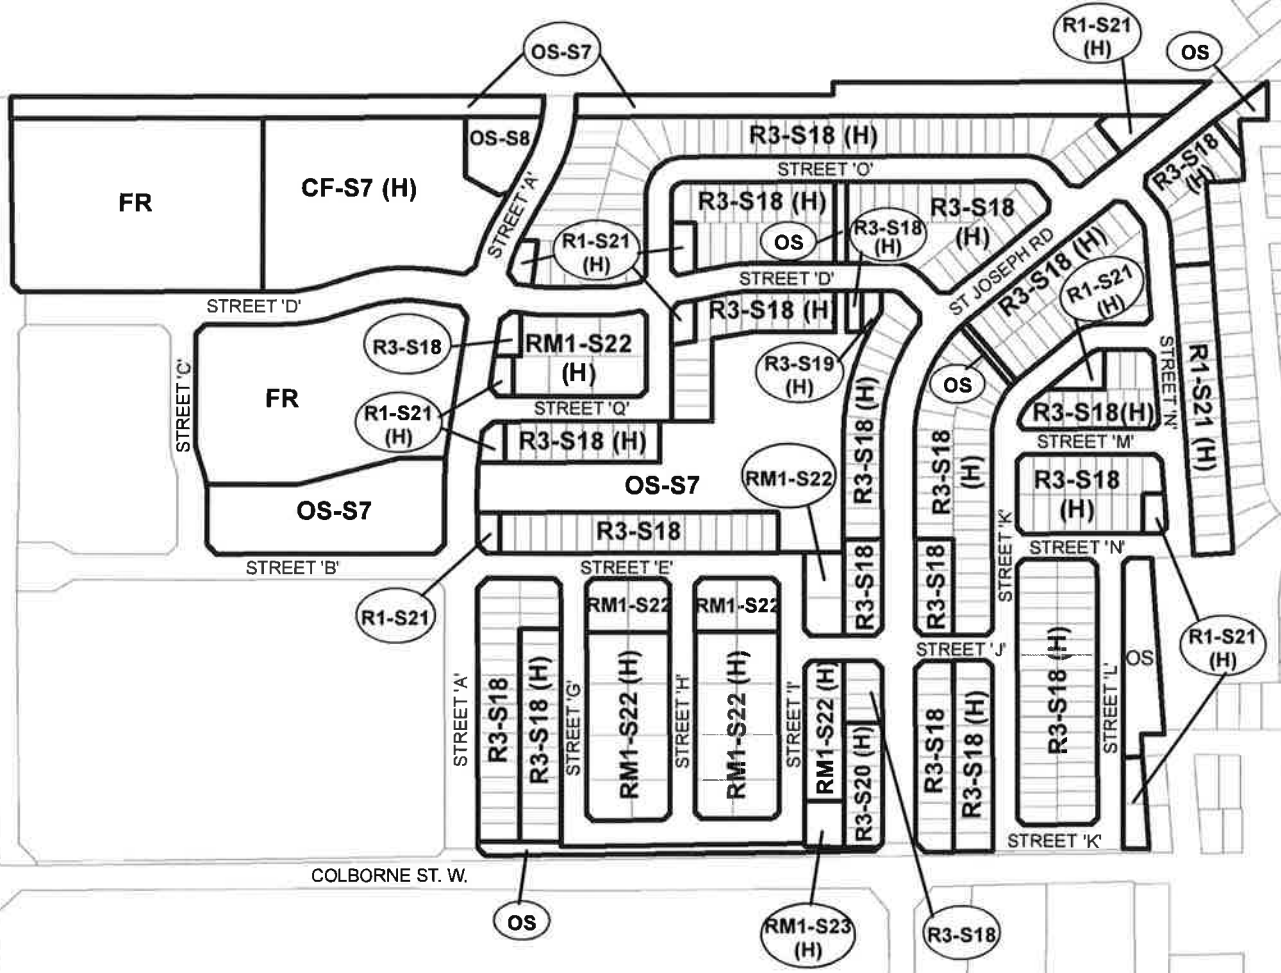 R1-S21
(H)
OS
OS-S7
OS-S8
R3-S18 (H)
STREET 'O'
R3-S18
(H)
FR
CF-S7 (H)
STREET 'A'
R3-S18 (H)
R3-S18
(H)
R3-S18
(H)
OS
R1-S21
(H)
ST JOSEPH RD
R3-S18 (H)
R1-S21
(H)
STREET 'D'
STREET 'D'
R3-S18 (H)
R3-S18
RM1-S22
(H)
R3-S19
(H)
OS
STREET 'N'
R1-S21 (H)
STREET 'C'
FR
R1-S21
(H)
STREET 'Q'
R3-S18 (H)
R3-S18(H)
STREET 'M'
R3-S18 (H)
R3-S18
(H)
RM1-S22
OS-S7
R3-S18
(H)
OS-S7
R3-S18
STREET 'K'
STREET 'N'
STREET 'B'
STREET 'E'
R3-S18
R3-S18
R1-S21
RM1-S22
RM1-S22
STREET 'J'
R1-S21
(H)
OS
STREET 'A'
R3-S18
R3-S18 (H)
STREET 'G'
RM1-S22 (H)
STREET 'H'
RM1-S22 (H)
STREET 'I'
RM1-S22 (H)
R3-S20 (H)
R3-S18
R3-S18 (H)
R3-S18 (H)
STREET 'L'
STREET 'K'
COLBORNE ST. W.
OS
RM1-S23
(H)
R3-S18